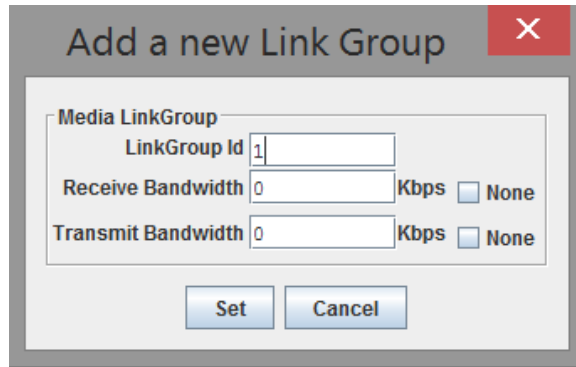 Add a new Link Group
Media LinkGroup
LinkGroup Id 1
Receive Bandwidth 0 Kbps None
Transmit Bandwidth 0 Kbps None
Set Cancel